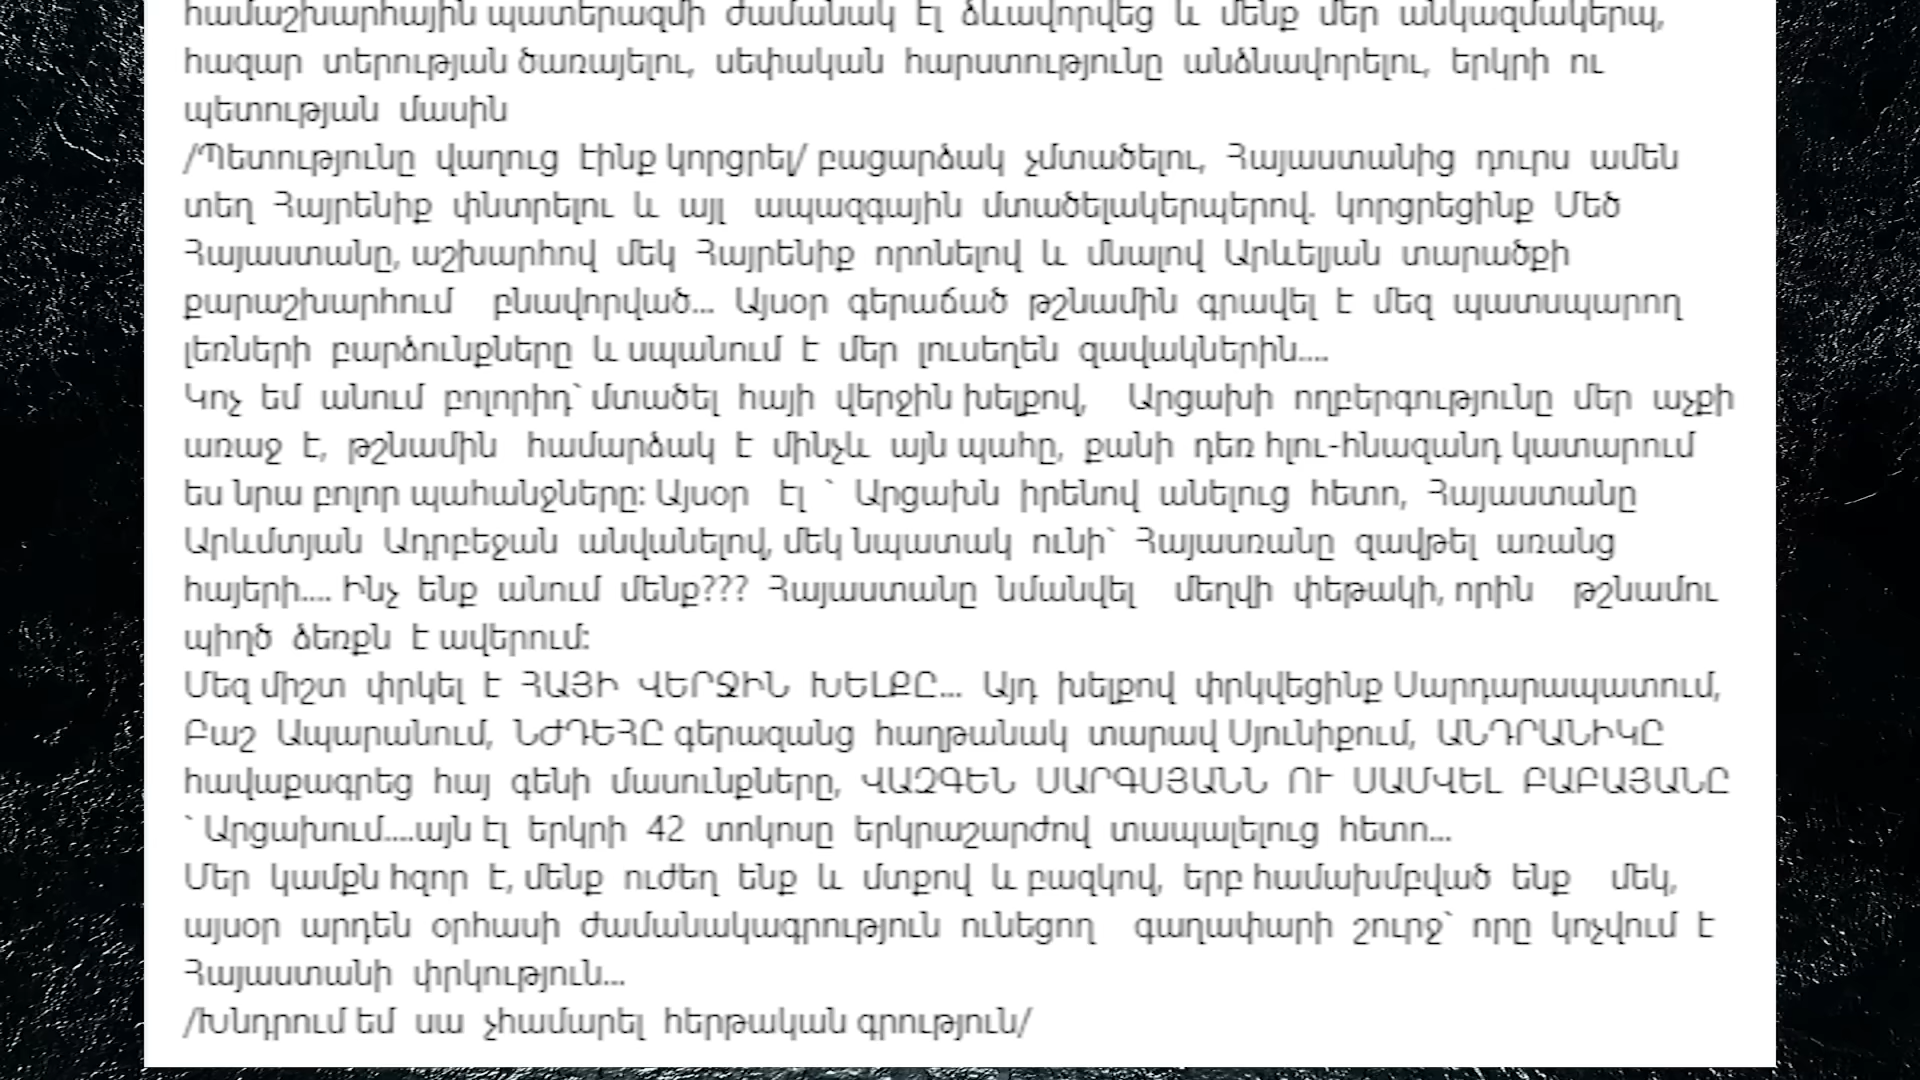 համաշխարհային պատերազմի ժամանակ էլ ձևավորվեց և մենք մեր անկազմակերպ,
հազար տերության ծառայելու, սեփական հարստությունը անձնավորելու, երկրի ու
պետության մասին
/Պետությունը վաղուց էինք կորցրել/ բացարձակ չմտածելու, Հայաստանից դուրս ամեն
տեղ Հայրենիք փնտրելու և այլ ապազգային մտածելակերպերով. կորցրեցինք Մեծ
Հայաստանը, աշխարհով մեկ Հայրենիք որոնելով և մնալով Արևելյան տարածքի
քարաշխարհում բնավորված... Այսօր գերաճած թշնամին գրավել է մեզ պատսպարող
լեռների բարձունքները և սպանում է մեր լուսեղեն զավակներին....
Կոչ եմ անում բոլորիդ` մտածել հայի վերջին խելքով, Արցախի ողբերգությունը մեր աչքի
առաջ է, թշնամին համարձակ է մինչև այն պահը, քանի դեռ հլու-հնազանդ կատարում
ես նրա բոլոր պահանջները: Այսօր էլ ` Արցախն իրենով անելուց հետո, Հայաստանը
Արևմտյան Ադրբեջան անվանելով, մեկ նպատակ ունի` Հայասռանը զավթել առանց
հայերի.... Ինչ ենք անում մենք??? Հայաստանը նմանվել մեղվի փեթակի, որին թշնամու
պիղծ ձեռքն է ավերում:
Մեզ միշտ փրկել է ՀԱՅԻ ՎԵՐՋԻՆ ԽԵԼՔԸ... Այդ խելքով փրկվեցինք Սարդարապատում,
Բաշ Ապարանում, ՆԺԴԵՀԸ գերազանց հաղթանակ տարավ Սյունիքում, ԱՆԴՐԱՆԻԿԸ
հավաքագրեց հայ գենի մասունքները, ՎԱԶԳԵՆ ՍԱՐԳՍՅԱՆՆ ՈՒ ՍԱՄՎԵԼ ԲԱԲԱՅԱՆԸ
` Արցախում....այն էլ երկրի 42 տոկոսը երկրաշարժով տապալելուց հետո...
Մեր կամքն հզոր է, մենք ուժեղ ենք և մտքով և բազկով, երբ համախմբված ենք մեկ,
այսօր արդեն օրհասի ժամանակագրություն ունեցող գաղափարի շուրջ` որը կոչվում է
Հայաստանի փրկություն...
/Խնդրում եմ սա չհամարել հերթական գրություն/